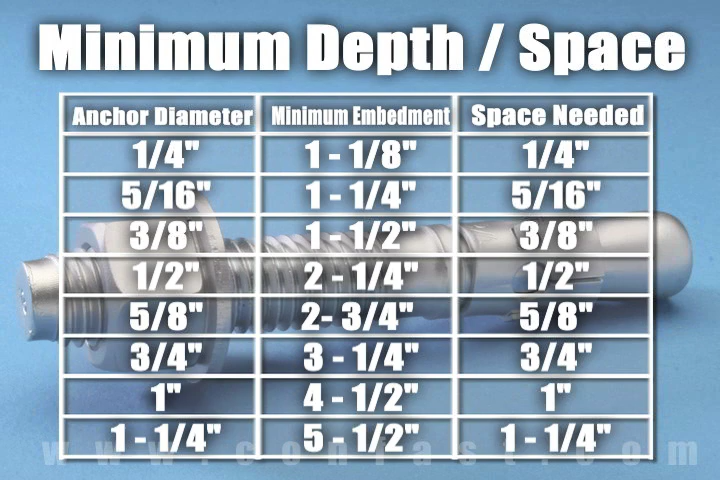 Minimum Depth / Space
Anchor Diameter Minimum Embedment Space Needed
1/4" 1 - 1/8" 1/4"
5/16" 1 - 1/4" 5/16"
3/8" 1 - 1/2" 3/8"
1/2" 2 - 1/4" 1/2"
5/8" 2- 3/4" 5/8"
3/4" 3 - 1/4" 3/4"
1" 4 - 1/2" 1"
1 - 1/4" 5 - 1/2" 1 - 1/4"
www.confast.com